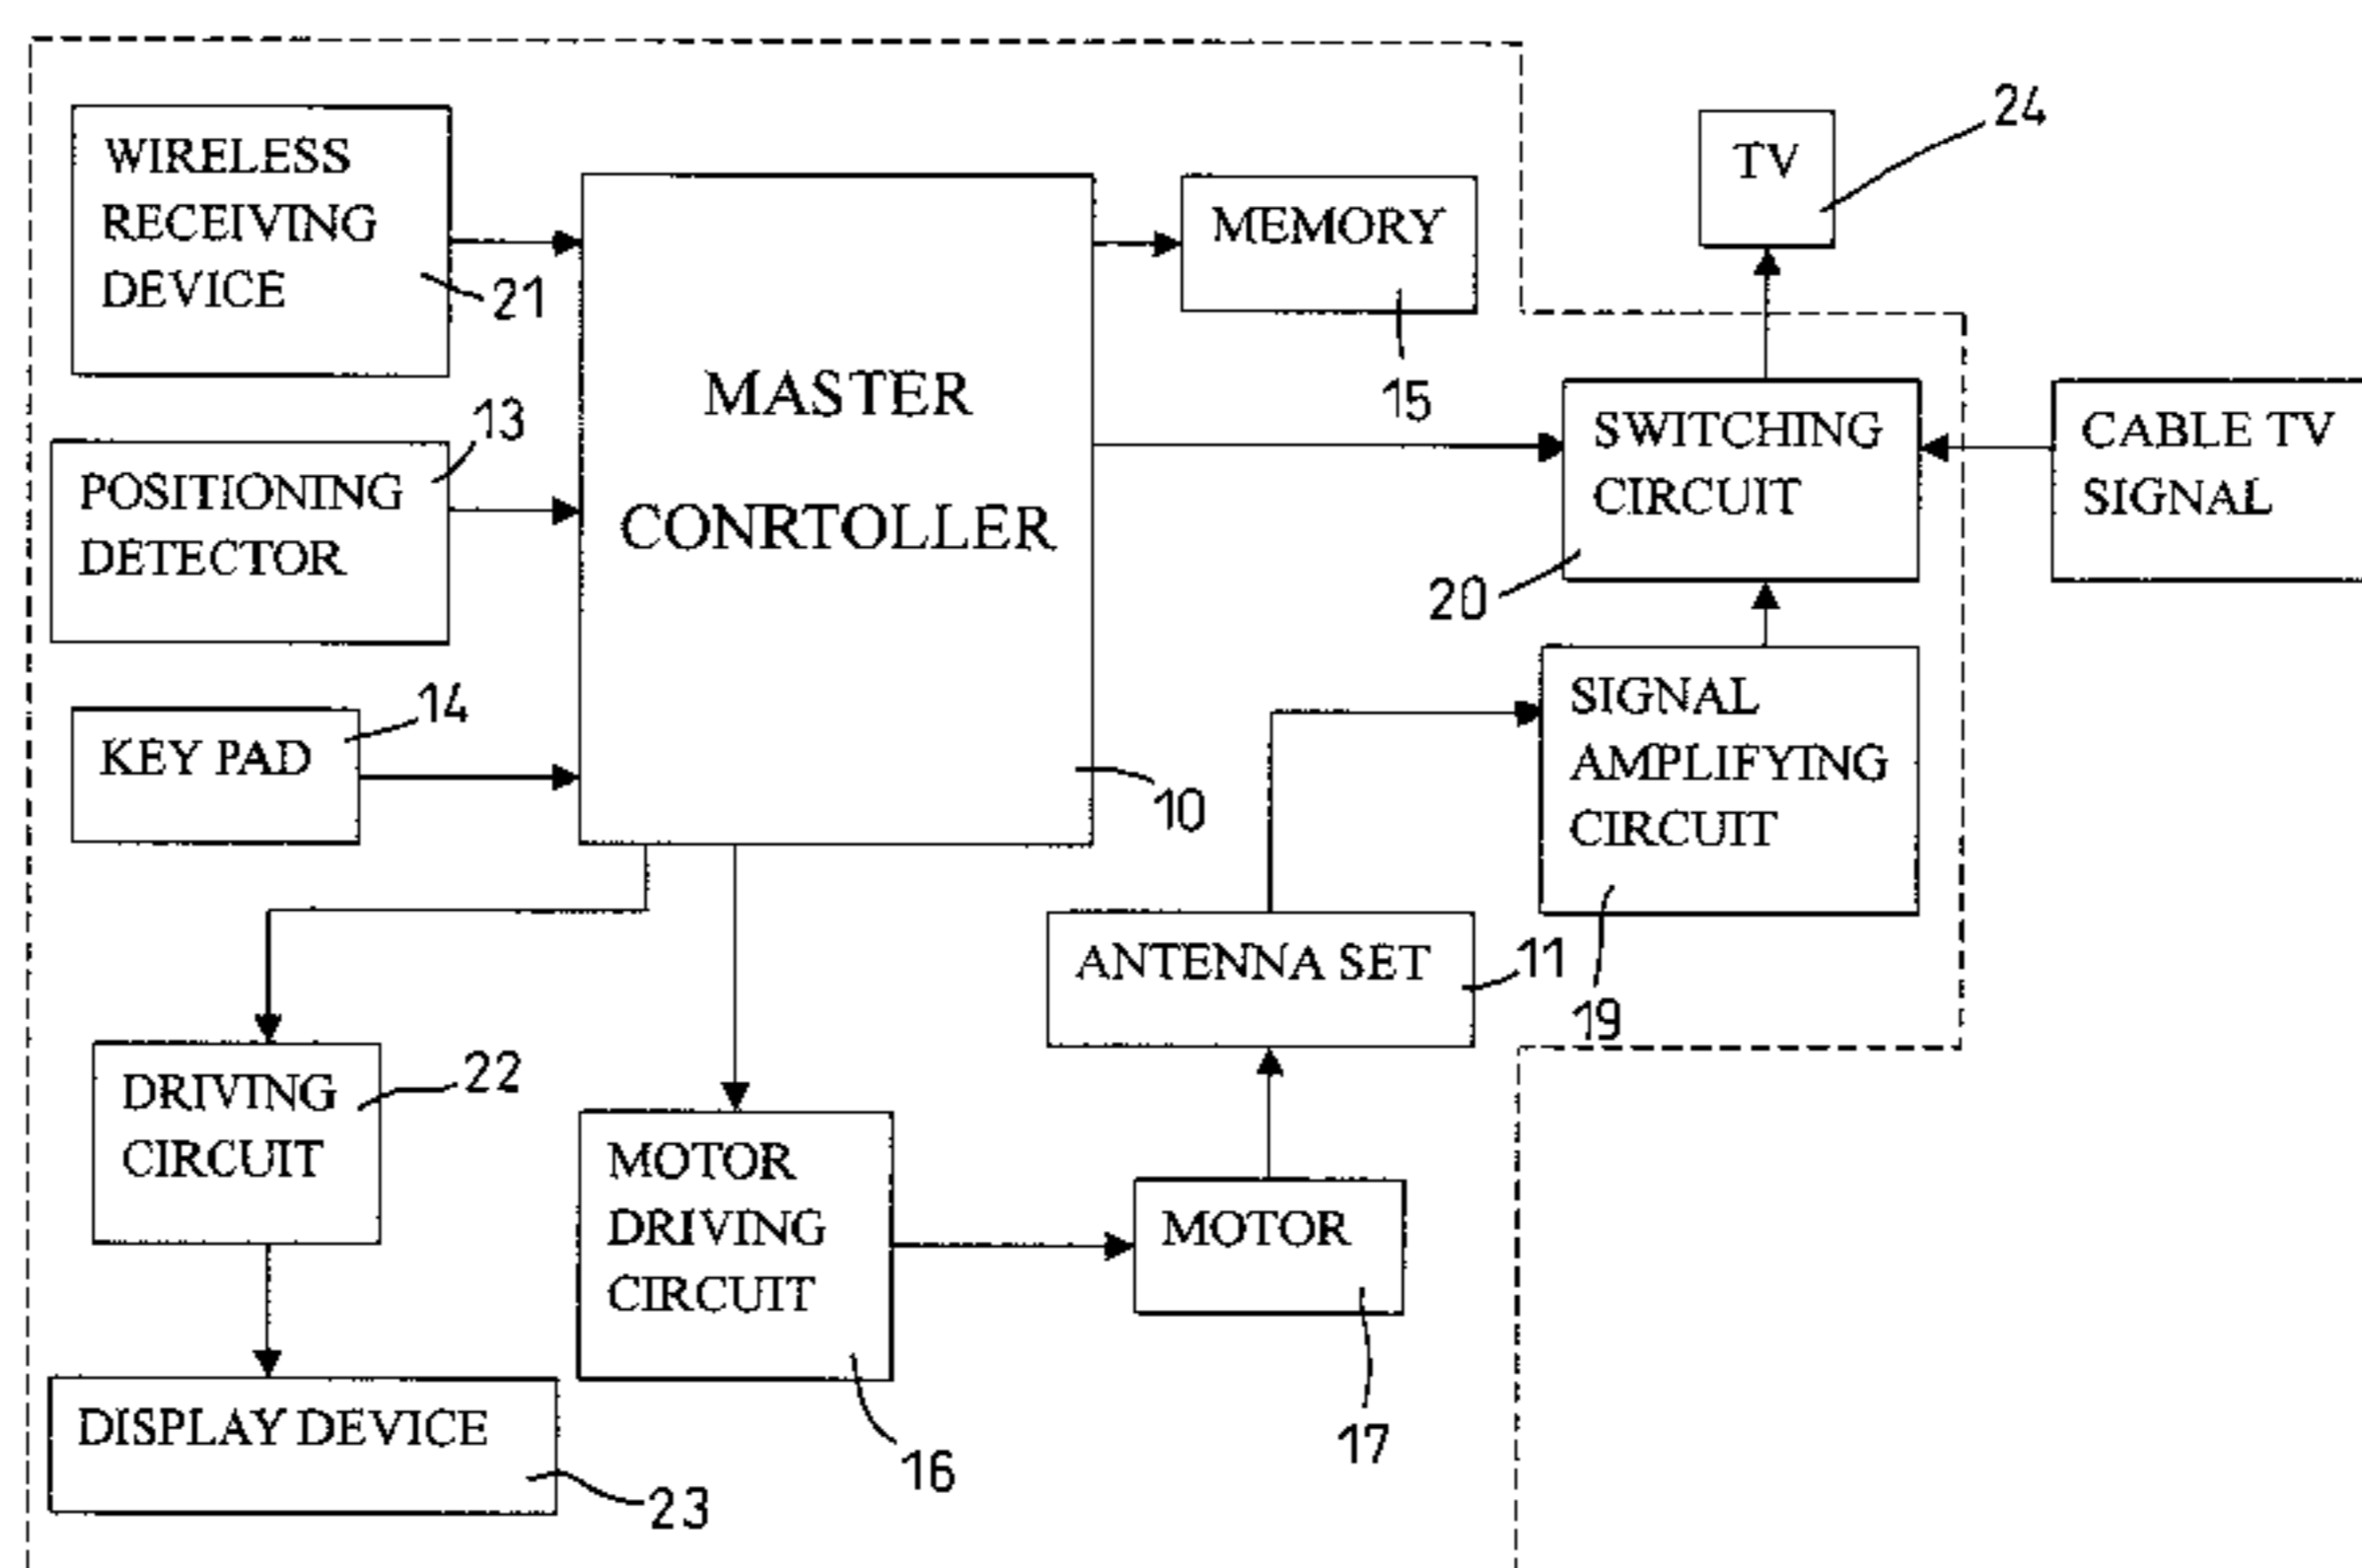 WIRELESS
RECEIVING
DEVICE
21
POSITIONING
DETECTOR
13
KEY PAD
14
MASTER
CONRTOLLER
10
MEMORY
15
TV
24
SWITCHING
CIRCUIT
20
CABLE TV
SIGNAL
SIGNAL
AMPLIFYING
CIRCUIT
19
ANTENNA SET
11
DRIVING
CIRCUIT
22
MOTOR
DRIVING
CIRCUIT
16
MOTOR
17
DISPLAY DEVICE
23